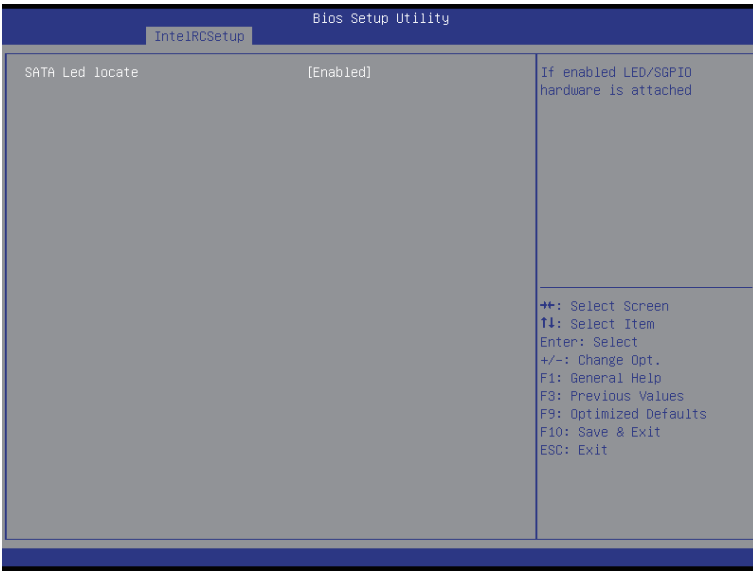 Bios Setup Utility
IntelRCSetup
SATA Led locate [Enabled]
If enabled LED/SGPIO
hardware is attached
→←: Select Screen
↑↓: Select Item
Enter: Select
+/-: Change Opt.
F1: General Help
F3: Previous Values
F9: Optimized Defaults
F10: Save & Exit
ESC: Exit